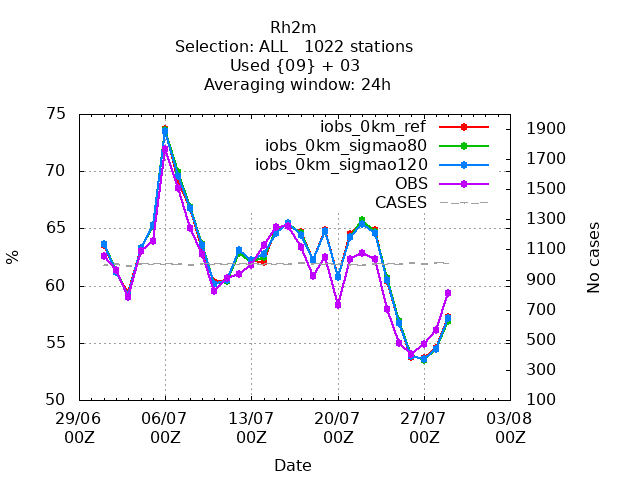 Rh2m
Selection: ALL   1022 stations
Used {09} + 03
Averaging window: 24h
75
70
65
60
55
50
%
iobs_0km_ref
iobs_0km_sigmao80
iobs_0km_sigmao120
OBS
CASES
1900
1700
1500
1300
1100
900
700
500
300
100
No cases
29/06 06/07 13/07 20/07 27/07 03/08
00Z 00Z 00Z 00Z 00Z 00Z
Date